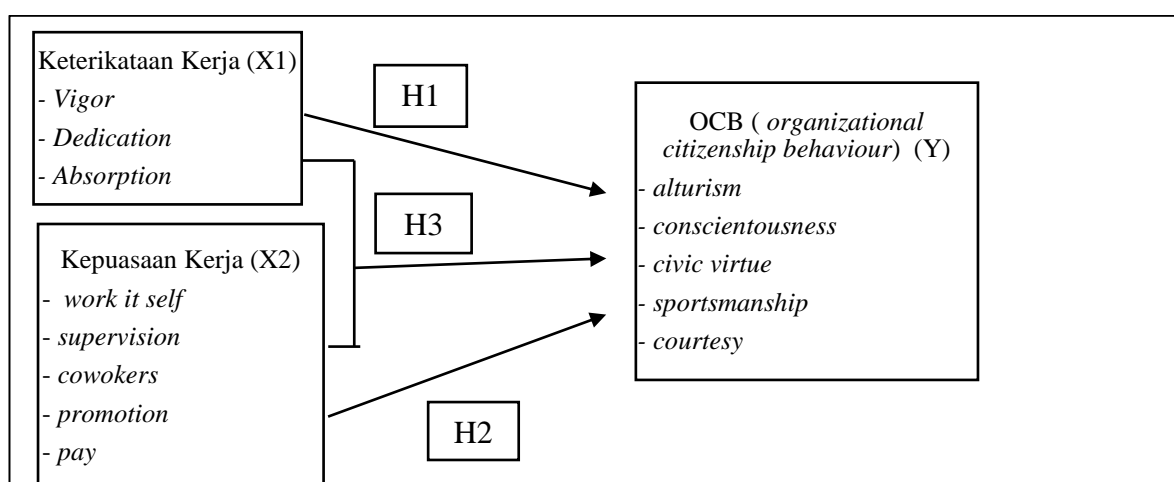 Keterikataan Kerja (X1)
- Vigor
- Dedication
- Absorption
H1
OCB ( organizational
citizenship behaviour) (Y)
- alturism
- conscientousness
- civic virtue
- sportsmanship
- courtesy
H3
Kepuasaan Kerja (X2)
- work it self
- supervision
- cowokers
- promotion
- pay
H2